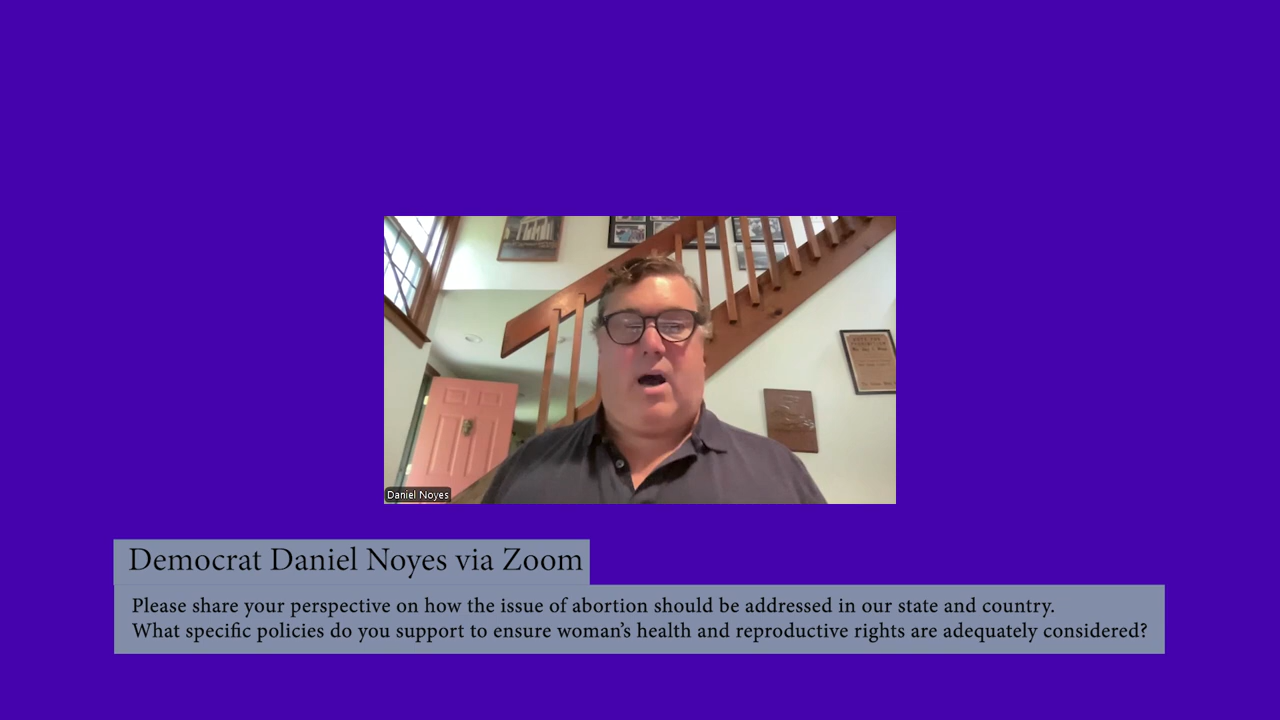 Daniel Noyes
Democrat Daniel Noyes via Zoom
Please share your perspective on how the issue of abortion should be addressed in our state and country.
What specific policies do you support to ensure woman's health and reproductive rights are adequately considered?